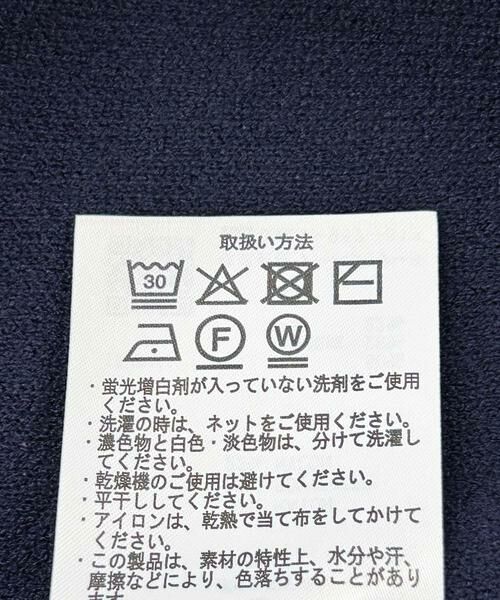 取扱い方法
30
F W
・蛍光増白剤が入っていない洗剤をご使用
ください。
・洗濯の時は、ネットをご使用ください。
・濃色物と白色・淡色物は、分けて洗濯し
てください。
・乾燥機のご使用は避けてください。
・平干ししてください。
・アイロンは、乾熱で当て布をしてかけて
ください。
・この製品は、素材の特性上、水分や汗、
摩擦などにより、色落ちすることがあり
ます。